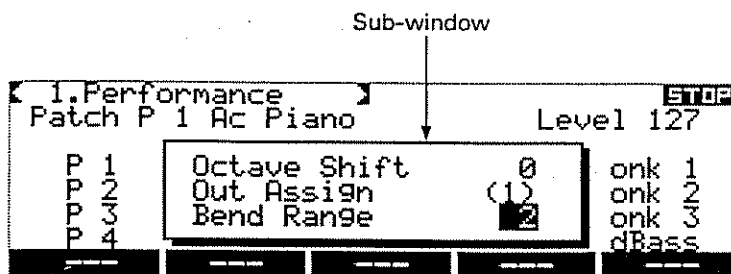 Sub-window
1.Performance STOP
Patch P 1 Ac Piano Level 127
P 1 Octave Shift 0 onk 1
P 2 Out Assign (1) onk 2
P 3 Bend Range 2 onk 3
P 4 dBass
--- --- --- --- ---